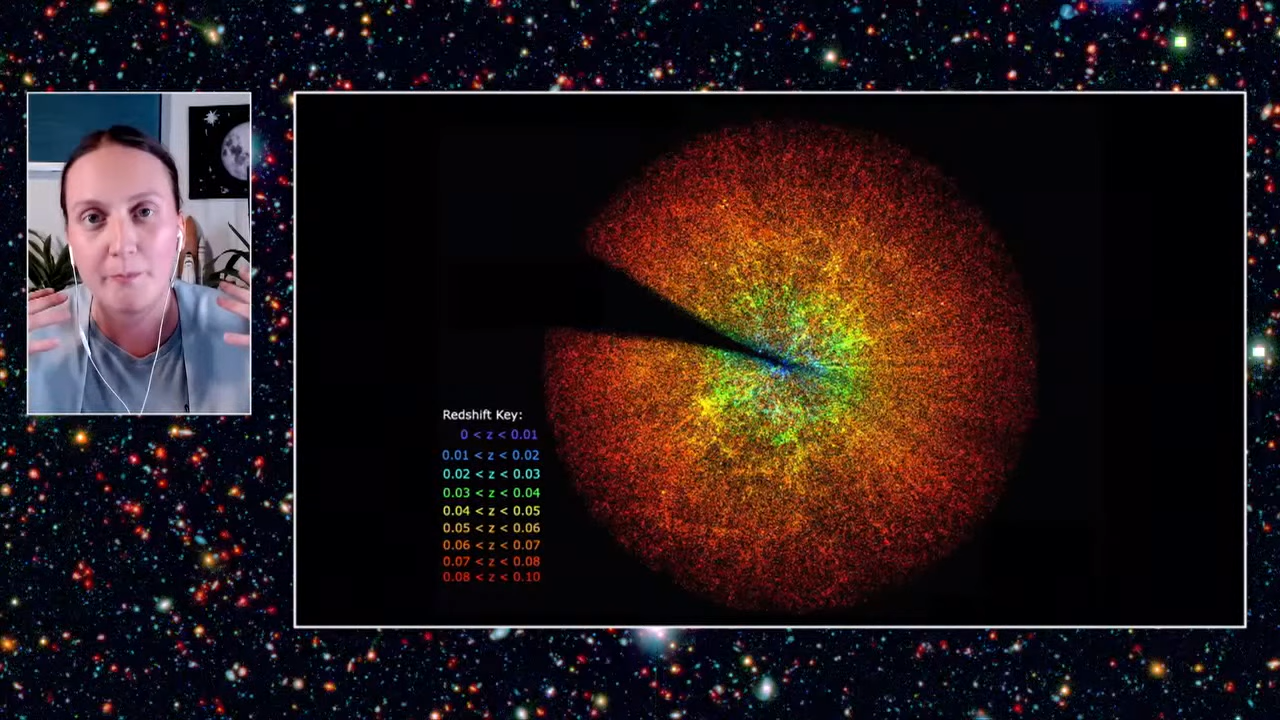 Redshift Key:
0 < z < 0.01
0.01 < z < 0.02
0.02 < z < 0.03
0.03 < z < 0.04
0.04 < z < 0.05
0.05 < z < 0.06
0.06 < z < 0.07
0.07 < z < 0.08
0.08 < z < 0.10